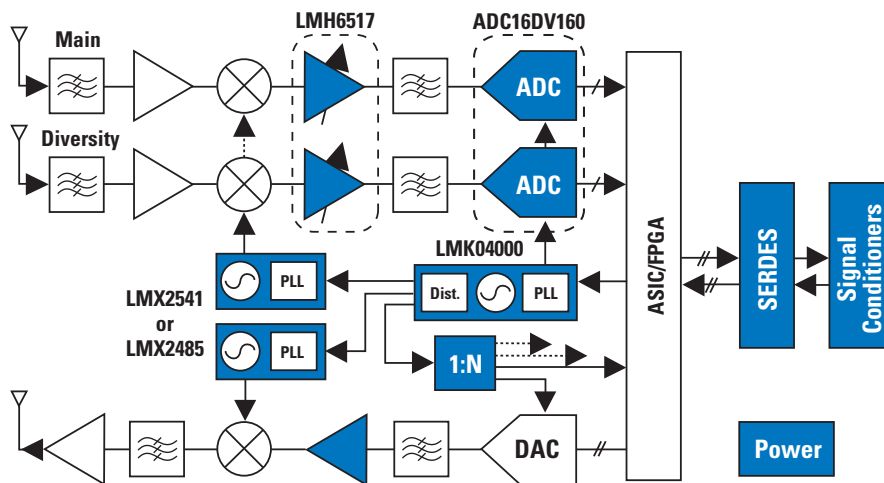 LMH6517
ADC16DV160
Main
ADC
Diversity
ADC
LMK04000
PLL
Dist.
PLL
LMX2541
or
LMX2485
PLL
1:N
DAC
ASIC/FPGA
SERDES
Signal
Conditioners
Power